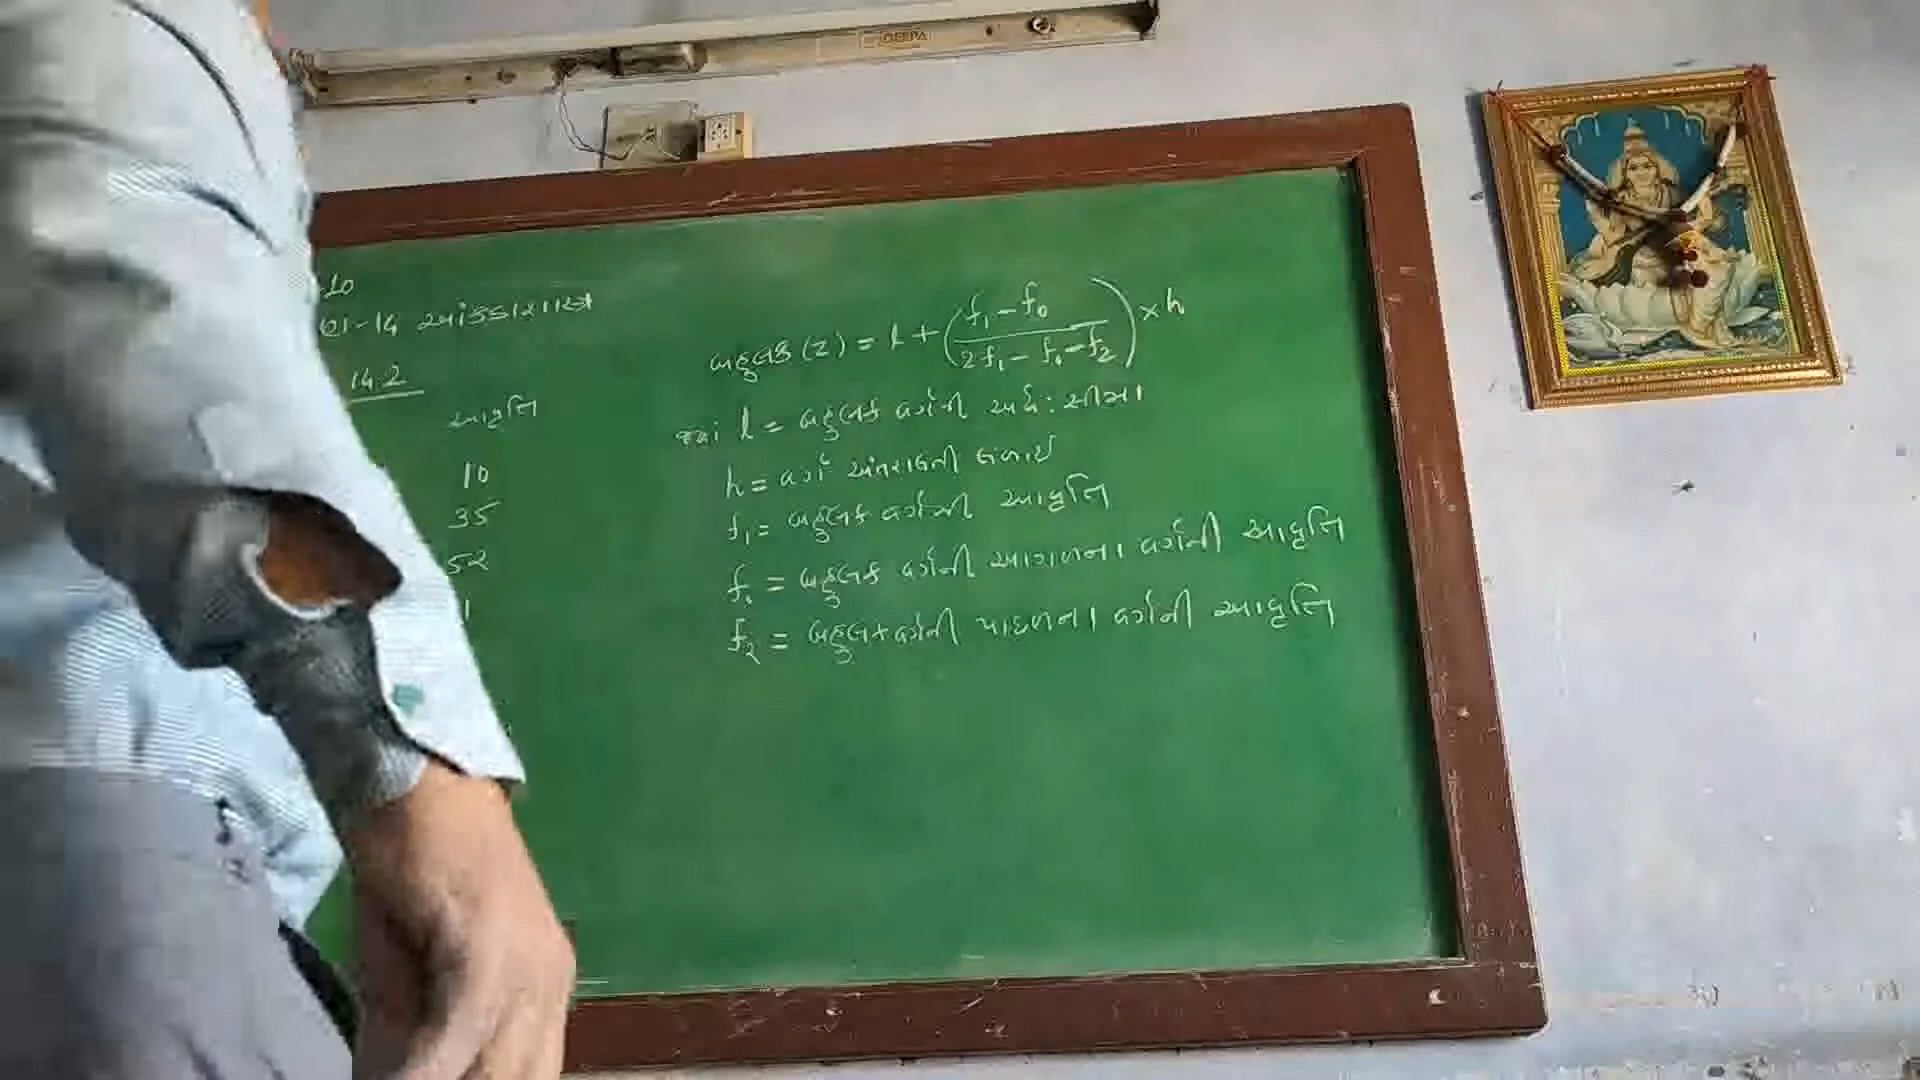 DEEPA
-10
-14 આંકડાશાસ્ત્ર
14.2
આવૃત્તિ
10
35
52
1
બહુલક (Z) = l + (f₁ - f₀ / 2f₁ - f₀ - f₂) × h
જ્યાં l = બહુલક વર્ગની અધ: સીમા
h = વર્ગ અંતરાલની લંબાઈ
f₁ = બહુલક વર્ગની આવૃત્તિ
f₀ = બહુલક વર્ગની આગળના વર્ગની આવૃત્તિ
f₂ = બહુલક વર્ગની પાછળના વર્ગની આવૃત્તિ